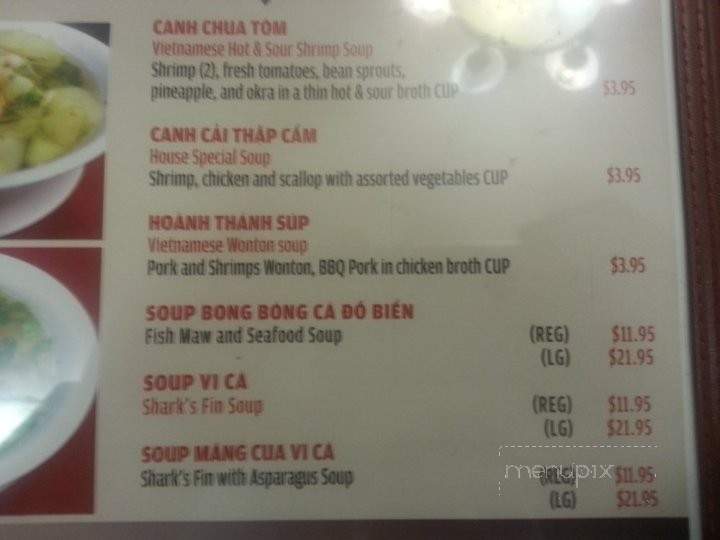 CANH CHUA TÔM
Vietnamese Hot & Sour Shrimp Soup
Shrimp (2), fresh tomatoes, bean sprouts,
pineapple, and okra in a thin hot & sour broth CUP $3.95
CANH CẢI THẬP CẨM
House Special Soup
Shrimp, chicken and scallop with assorted vegetables CUP $3.95
HOÀNH THÁNH SÚP
Vietnamese Wonton soup
Pork and Shrimps Wonton, BBQ Pork in chicken broth CUP $3.95
SOUP BONG BÓNG CÁ ĐỒ BIỂN
Fish Maw and Seafood Soup (REG) $11.95
(LG) $21.95
SOUP VI CÁ
Shark's Fin Soup (REG) $11.95
(LG) $21.95
SOUP MĂNG CUA VI CÁ
Shark's Fin with Asparagus Soup (REG) $11.95
(LG) $21.95
menupix